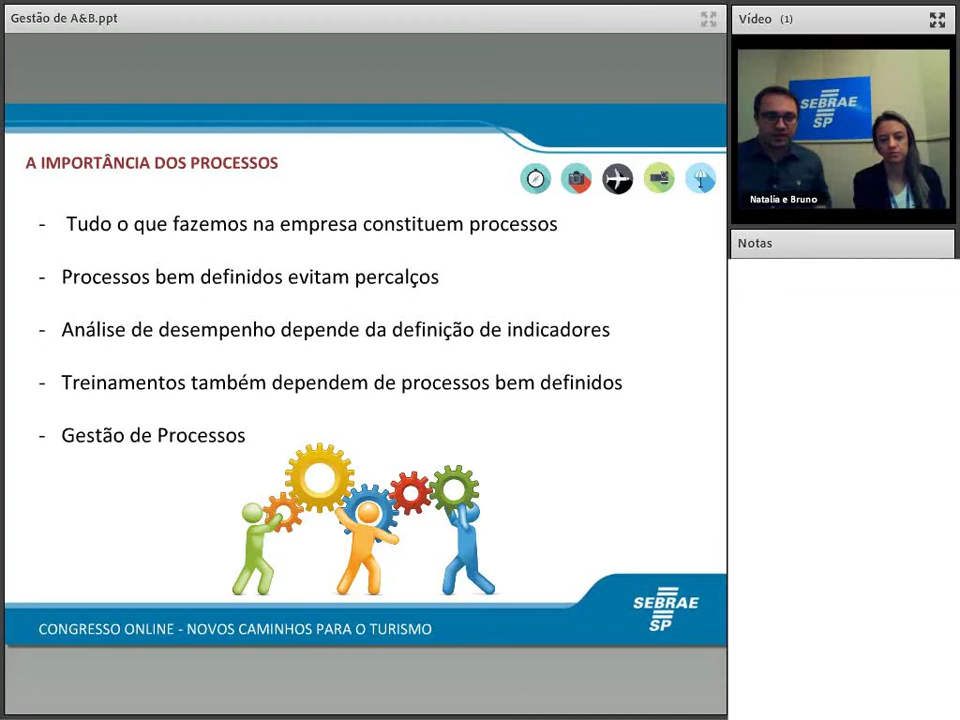 Gestão de A&B.ppt
A IMPORTÂNCIA DOS PROCESSOS
- Tudo o que fazemos na empresa constituem processos
- Processos bem definidos evitam percalços
- Análise de desempenho depende da definição de indicadores
- Treinamentos também dependem de processos bem definidos
- Gestão de Processos
SEBRAE
SP
CONGRESSO ONLINE - NOVOS CAMINHOS PARA O TURISMO
Vídeo (1)
SEBRAE
SP
Natalia e Bruno
Notas